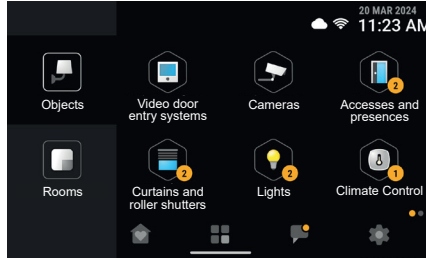 20 MAR 2024
11:23 AM
Objects
Video door
entry systems
Cameras
2
Accesses and
presences
Rooms
2
Curtains and
roller shutters
2
Lights
8
1
Climate Control